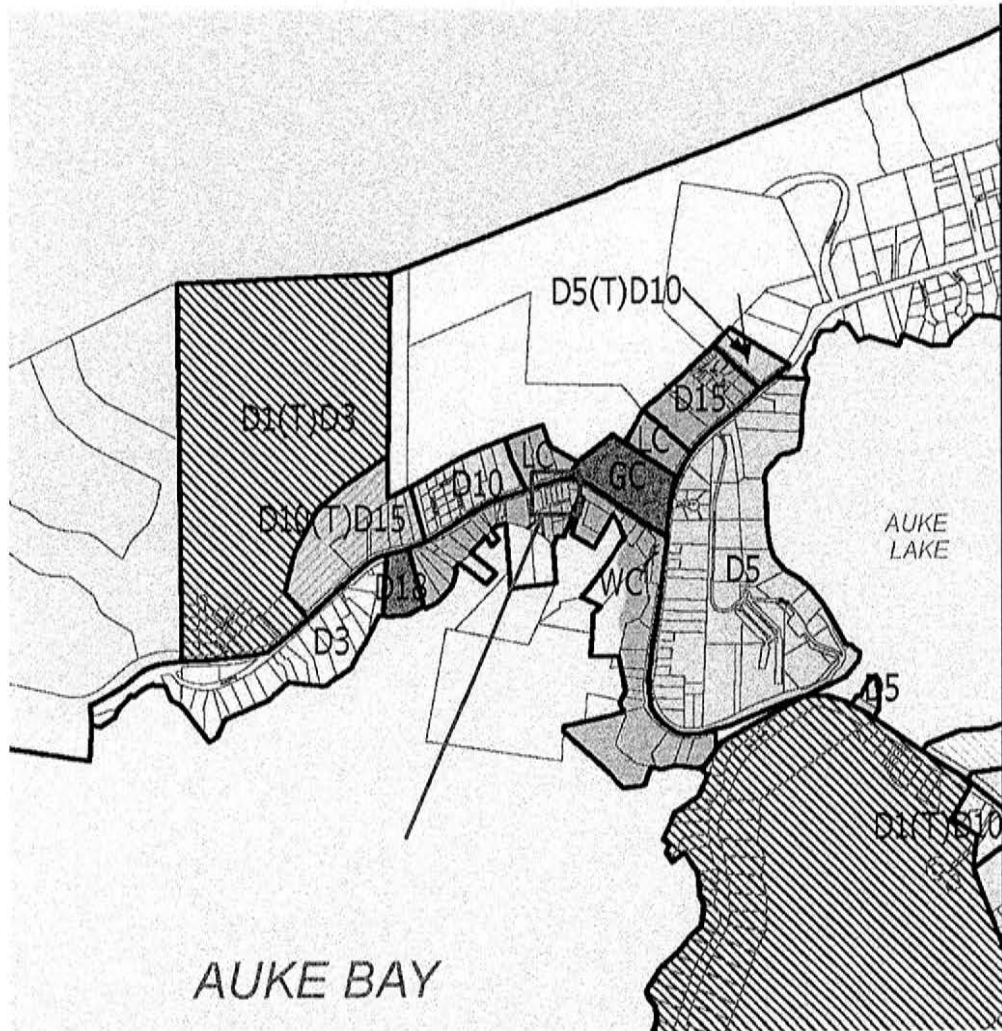 D5(T)D10
D15
D1(T)D3
LC
LC
D10
GC
D10(T)D15
AUKE
LAKE
D18
WC
D5
D3
D5
D1(T)D10
AUKE BAY